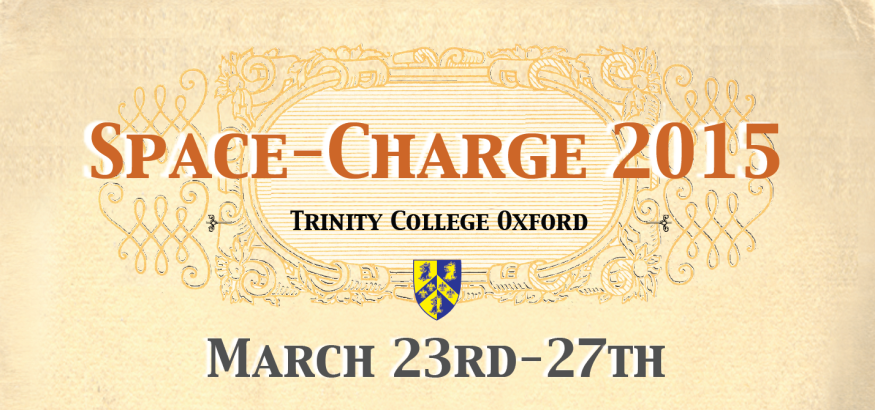 Space-Charge 2015
Trinity College Oxford
March 23rd-27th